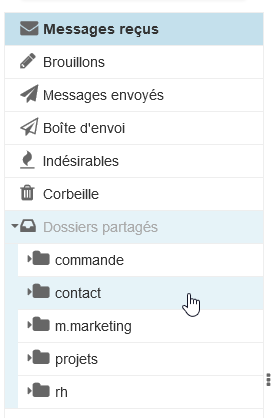 Messages reçus
Brouillons
Messages envoyés
Boîte d'envoi
Indésirables
Corbeille
Dossiers partagés
commande
contact
m.marketing
projets
rh